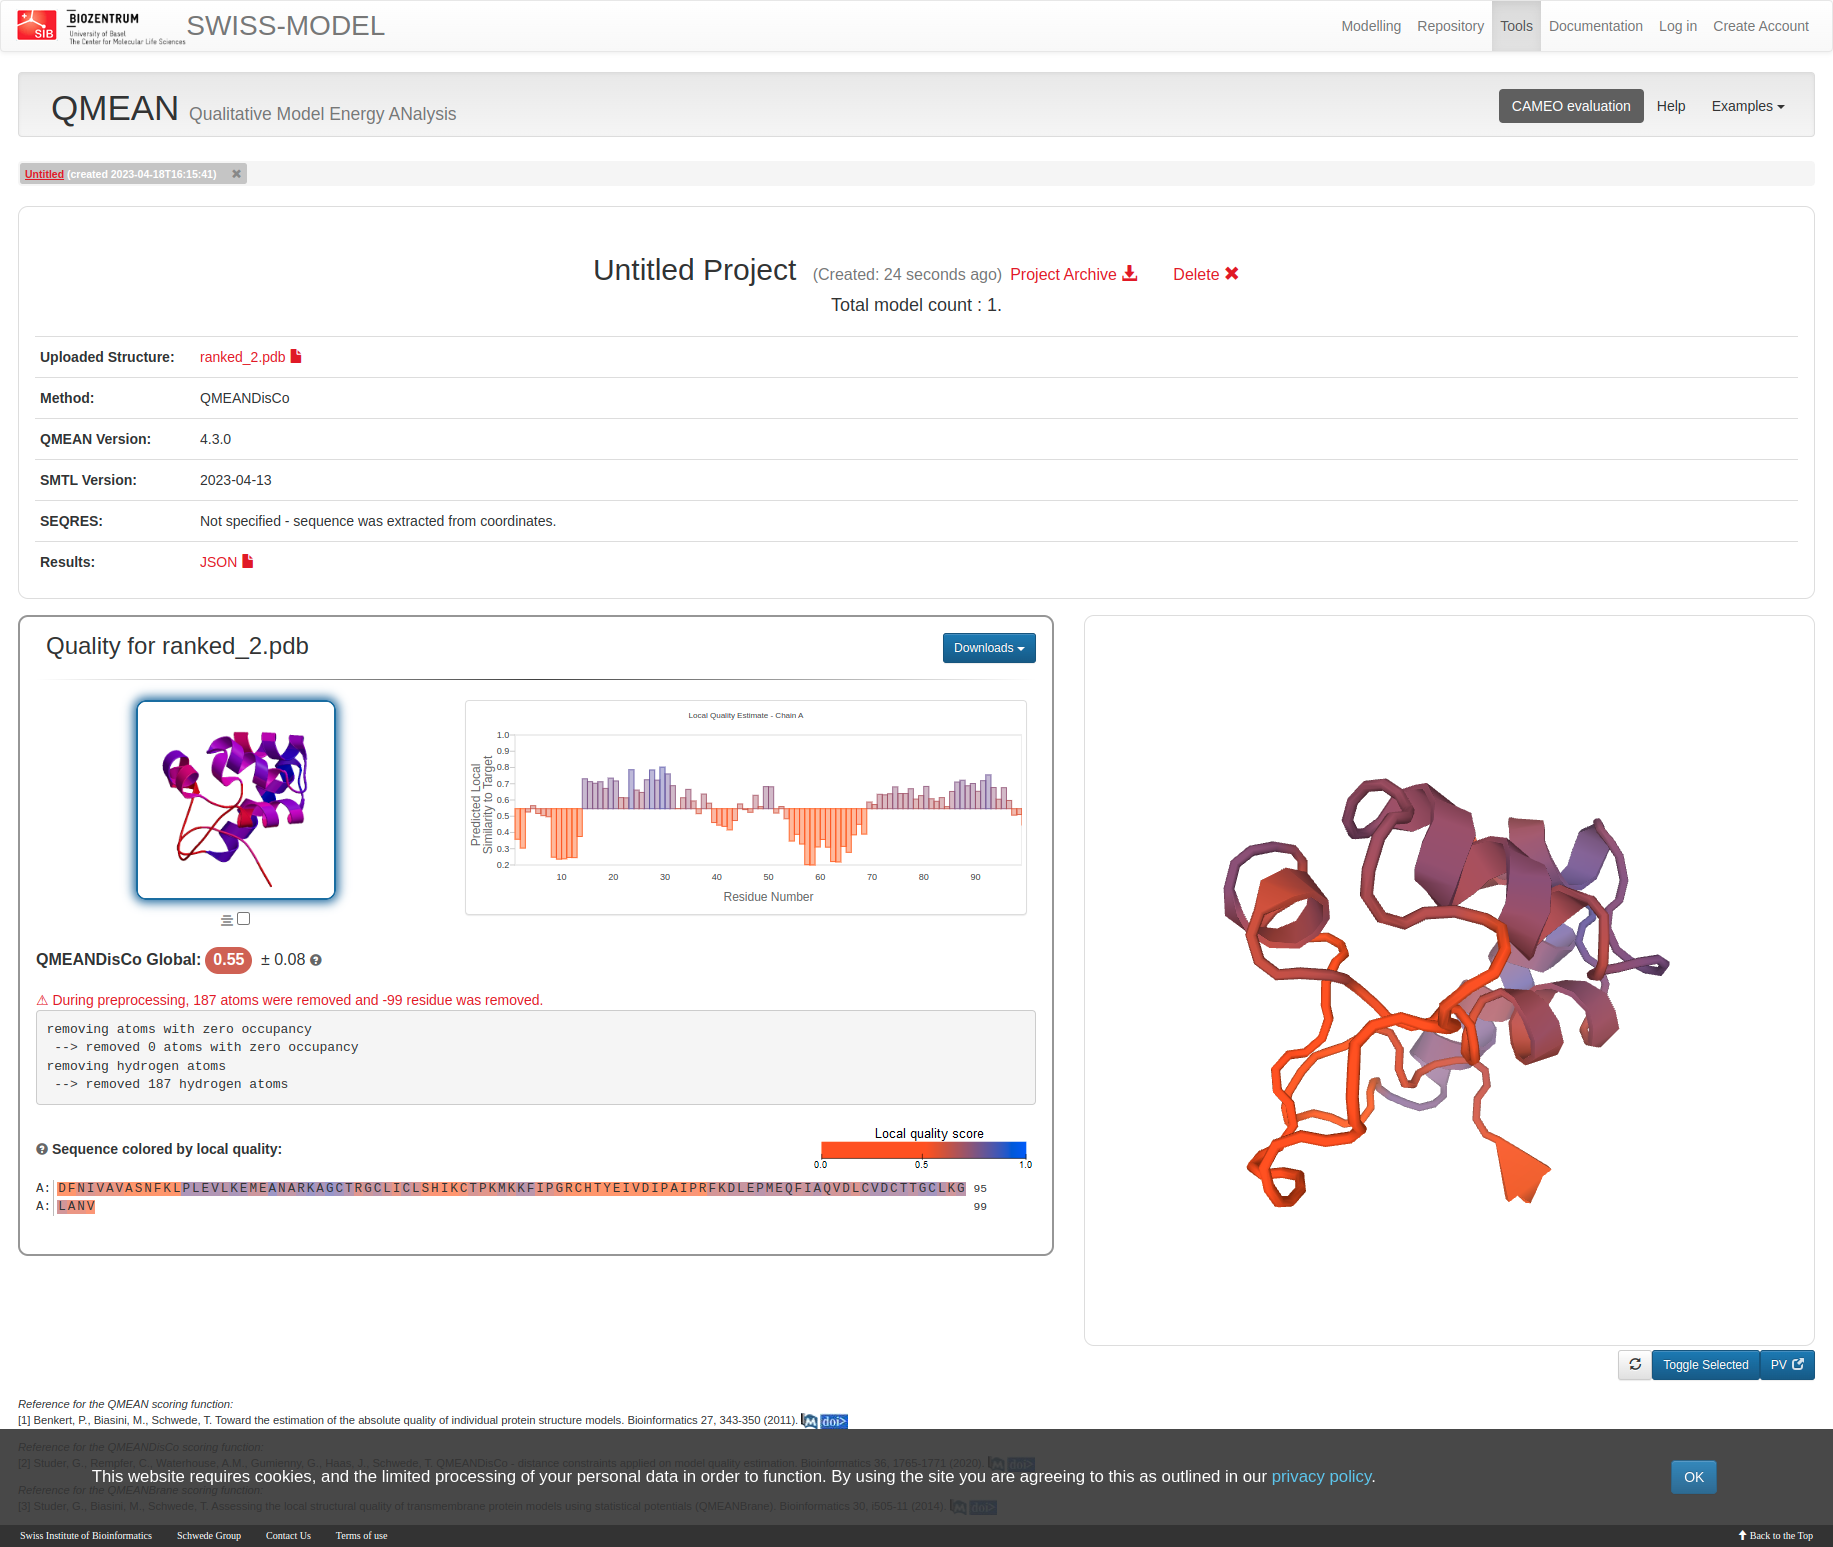 SIB
BIOZENTRUM
University of Basel
The Center for Molecular Life Sciences
SWISS-MODEL
Modelling Repository Tools Documentation Log in Create Account
QMEAN Qualitative Model Energy ANalysis
CAMEO evaluation Help Examples
Untitled (created 2023-04-18T16:15:41) ✖
Untitled Project (Created: 24 seconds ago) Project Archive Delete ✖
Total model count : 1.
Uploaded Structure: ranked_2.pdb
Method: QMEANDisCo
QMEAN Version: 4.3.0
SMTL Version: 2023-04-13
SEQRES: Not specified - sequence was extracted from coordinates.
Results: JSON
Quality for ranked_2.pdb
Downloads
Local Quality Estimate - Chain A
Predicted Local
Similarity to Target
1.0
0.9
0.8
0.7
0.6
0.5
0.4
0.3
0.2
10 20 30 40 50 60 70 80 90
Residue Number
QMEANDisCo Global: 0.55 ± 0.08
⚠ During preprocessing, 187 atoms were removed and -99 residue was removed.
removing atoms with zero occupancy
--> removed 0 atoms with zero occupancy
removing hydrogen atoms
--> removed 187 hydrogen atoms
Sequence colored by local quality:
Local quality score
0.0 0.5 1.0
A: DFNIVAVASNFKLPLEVLKEMEANARKAGCTRGCLICLSHIKCTPKMKKFIPGRCHTYEIVDIPAIPRFKDLEPMEQFIAQVDLCVDCTTGCLKG 95
A: LANV 99
Toggle Selected PV
Reference for the QMEAN scoring function:
[1] Benkert, P., Biasini, M., Schwede, T. Toward the estimation of the absolute quality of individual protein structure models. Bioinformatics 27, 343-350 (2011). M doi>
Reference for the QMEANDisCo scoring function:
[2] Studer, G., Rempfer, C., Waterhouse, A.M., Gumienny, G., Haas, J., Schwede, T. QMEANDisCo - distance constraints applied on model quality estimation. Bioinformatics 36, 1765-1771 (2020). M doi>
This website requires cookies, and the limited processing of your personal data in order to function. By using the site you are agreeing to this as outlined in our privacy policy.
OK
Reference for the QMEANBrane scoring function:
[3] Studer, G., Biasini, M., Schwede, T. Assessing the local structural quality of transmembrane protein models using statistical potentials (QMEANBrane). Bioinformatics 30, i505-11 (2014). M doi>
Swiss Institute of Bioinformatics Schwede Group Contact Us Terms of use
Back to the Top